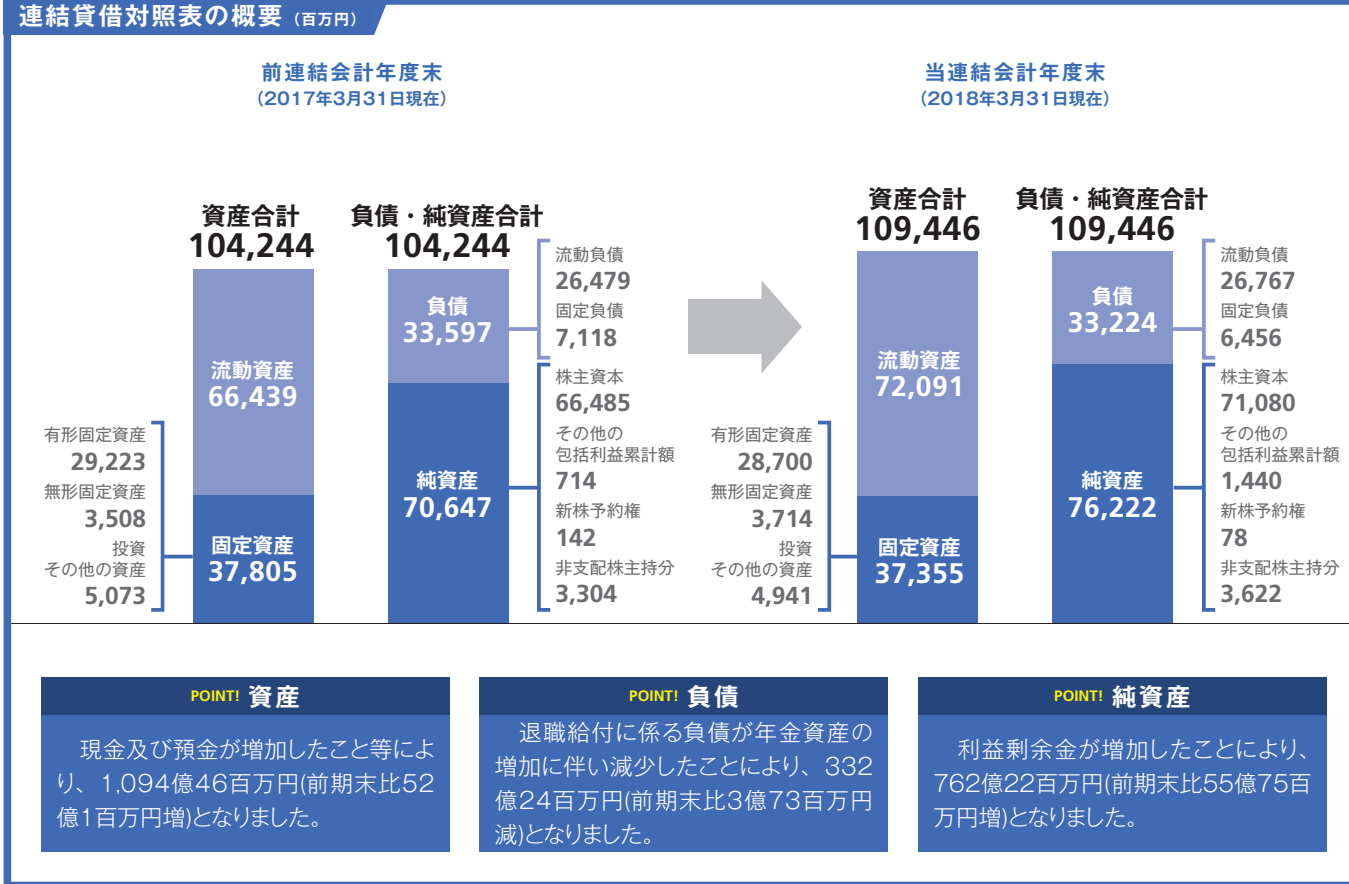 連結貸借対照表の概要（百万円）
前連結会計年度末
（2017年3月31日現在）
資産合計
104,244
負債・純資産合計
104,244
流動資産
66,439
固定資産
37,805
有形固定資産
29,223
無形固定資産
3,508
投資
その他の資産
5,073
負債
33,597
純資産
70,647
流動負債
26,479
固定負債
7,118
株主資本
66,485
その他の
包括利益累計額
714
新株予約権
142
非支配株主持分
3,304
当連結会計年度末
（2018年3月31日現在）
資産合計
109,446
負債・純資産合計
109,446
流動資産
72,091
固定資産
37,355
有形固定資産
28,700
無形固定資産
3,714
投資
その他の資産
4,941
負債
33,224
純資産
76,222
流動負債
26,767
固定負債
6,456
株主資本
71,080
その他の
包括利益累計額
1,440
新株予約権
78
非支配株主持分
3,622
POINT! 資産
現金及び預金が増加したこと等によ
り、1,094億46百万円(前期末比52
億1百万円増)となりました。
POINT! 負債
退職給付に係る負債が年金資産の
増加に伴い減少したことにより、332
億24百万円(前期末比3億73百万円
減)となりました。
POINT! 純資産
利益剰余金が増加したことにより、
762億22百万円(前期末比55億75百
万円増)となりました。